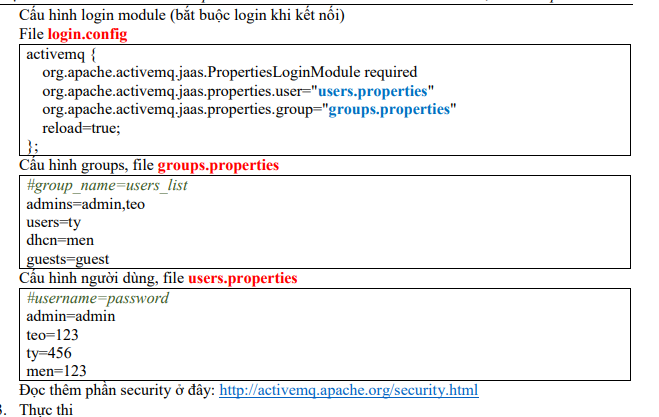 Cấu hình login module (bắt buộc login khi kết nối)
File login.config
activemq {
org.apache.activemq.jaas.PropertiesLoginModule required
org.apache.activemq.jaas.properties.user="users.properties"
org.apache.activemq.jaas.properties.group="groups.properties"
reload=true;
};
Cấu hình groups, file groups.properties
#group_name=users_list
admins=admin,teo
users=ty
dhcn=men
guests=guest
Cấu hình người dùng, file users.properties
#username=password
admin=admin
teo=123
ty=456
men=123
Đọc thêm phần security ở đây: http://activemq.apache.org/security.html
Thực thi